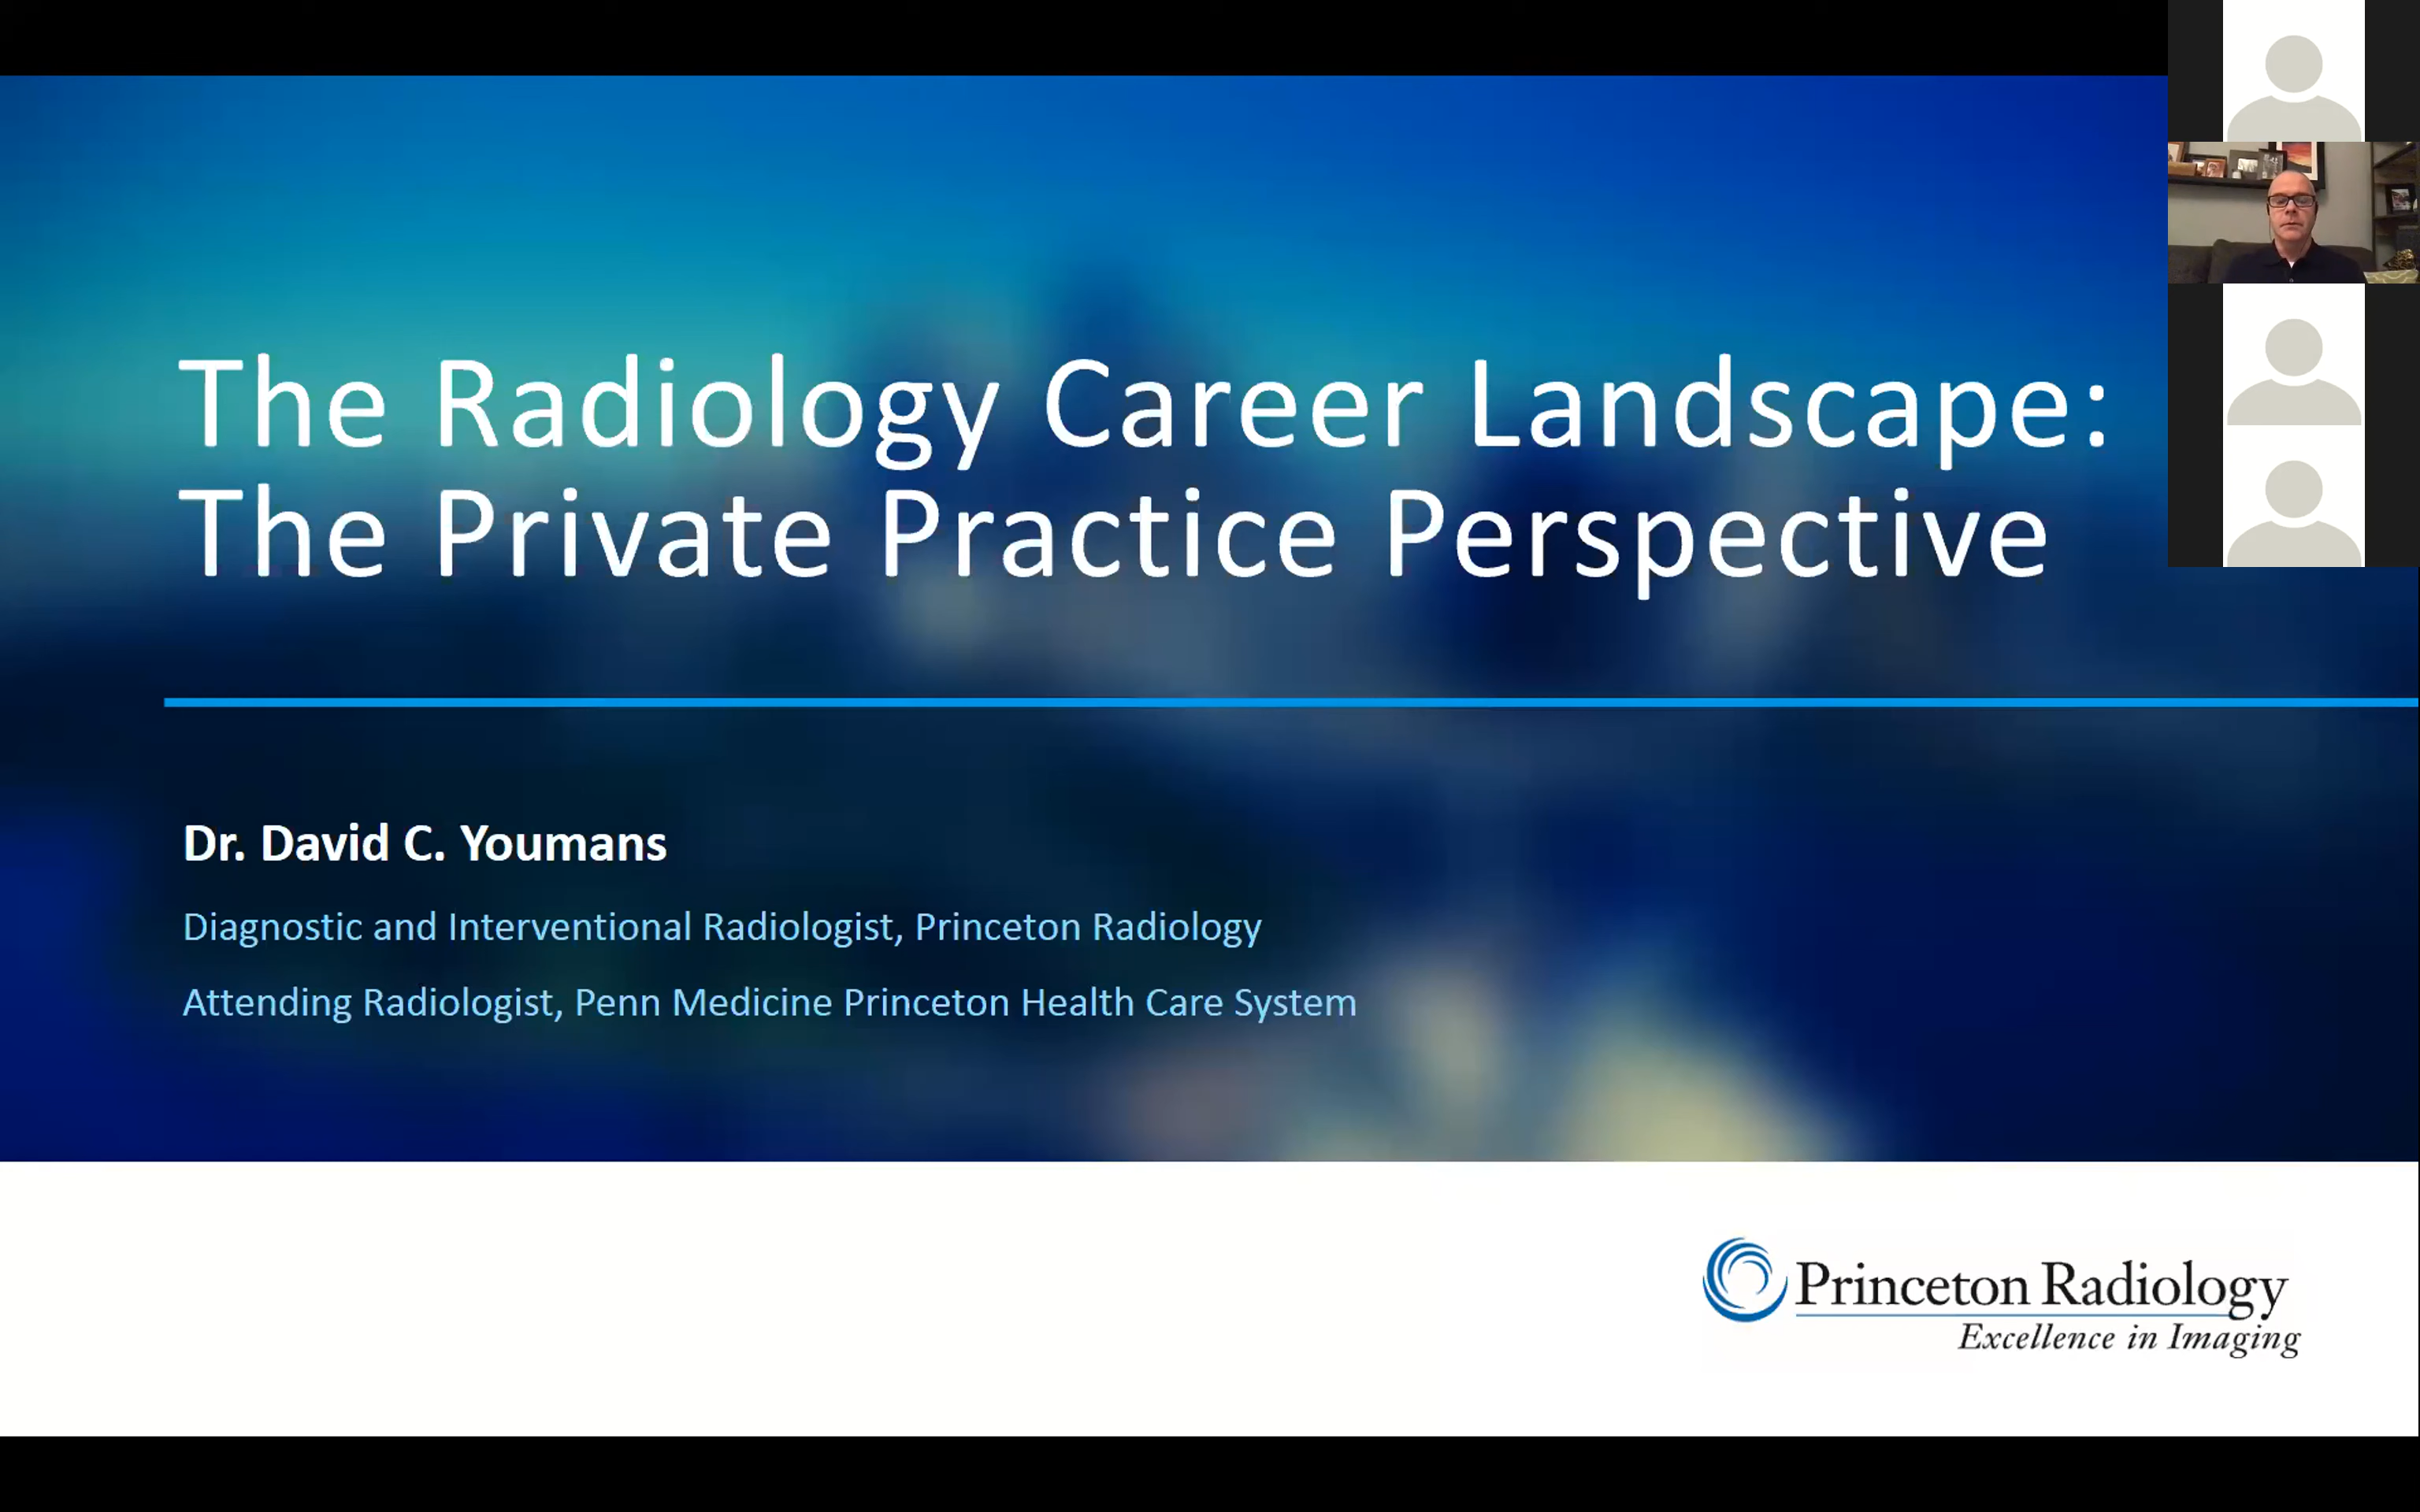 The Radiology Career Landscape:
The Private Practice Perspective
Dr. David C. Youmans
Diagnostic and Interventional Radiologist, Princeton Radiology
Attending Radiologist, Penn Medicine Princeton Health Care System
Princeton Radiology
Excellence in Imaging